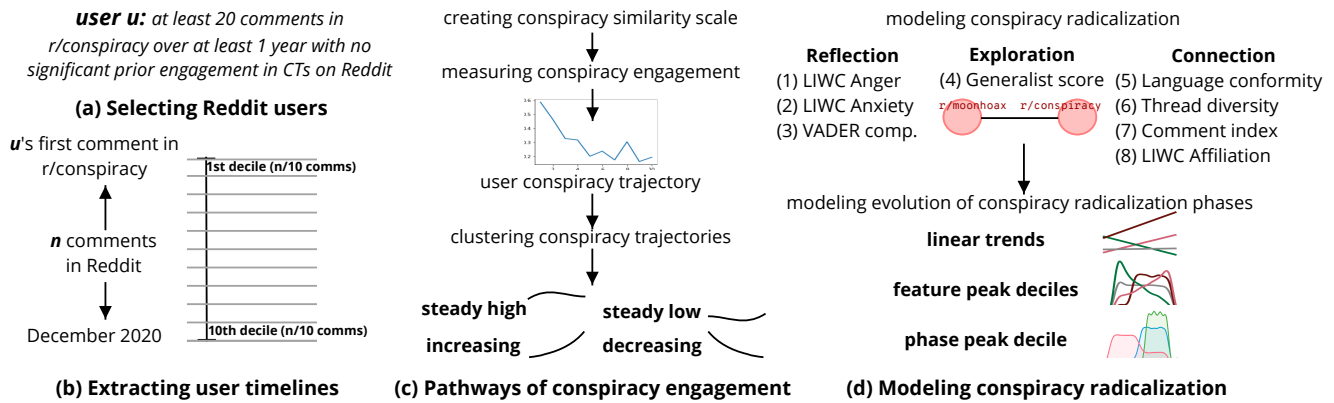 user u: at least 20 comments in
r/conspiracy over at least 1 year with no
significant prior engagement in CTs on Reddit
(a) Selecting Reddit users
u's first comment in
r/conspiracy
n comments
in Reddit
December 2020
1st decile (n/10 comms)
10th decile (n/10 comms)
(b) Extracting user timelines
creating conspiracy similarity scale
measuring conspiracy engagement
user conspiracy trajectory
clustering conspiracy trajectories
steady high
steady low
increasing
decreasing
(c) Pathways of conspiracy engagement
modeling conspiracy radicalization
Reflection
(1) LIWC Anger
(2) LIWC Anxiety
(3) VADER comp.
Exploration
(4) Generalist score
r/moonhoax r/conspiracy
Connection
(5) Language conformity
(6) Thread diversity
(7) Comment index
(8) LIWC Affiliation
modeling evolution of conspiracy radicalization phases
linear trends
feature peak deciles
phase peak decile
(d) Modeling conspiracy radicalization